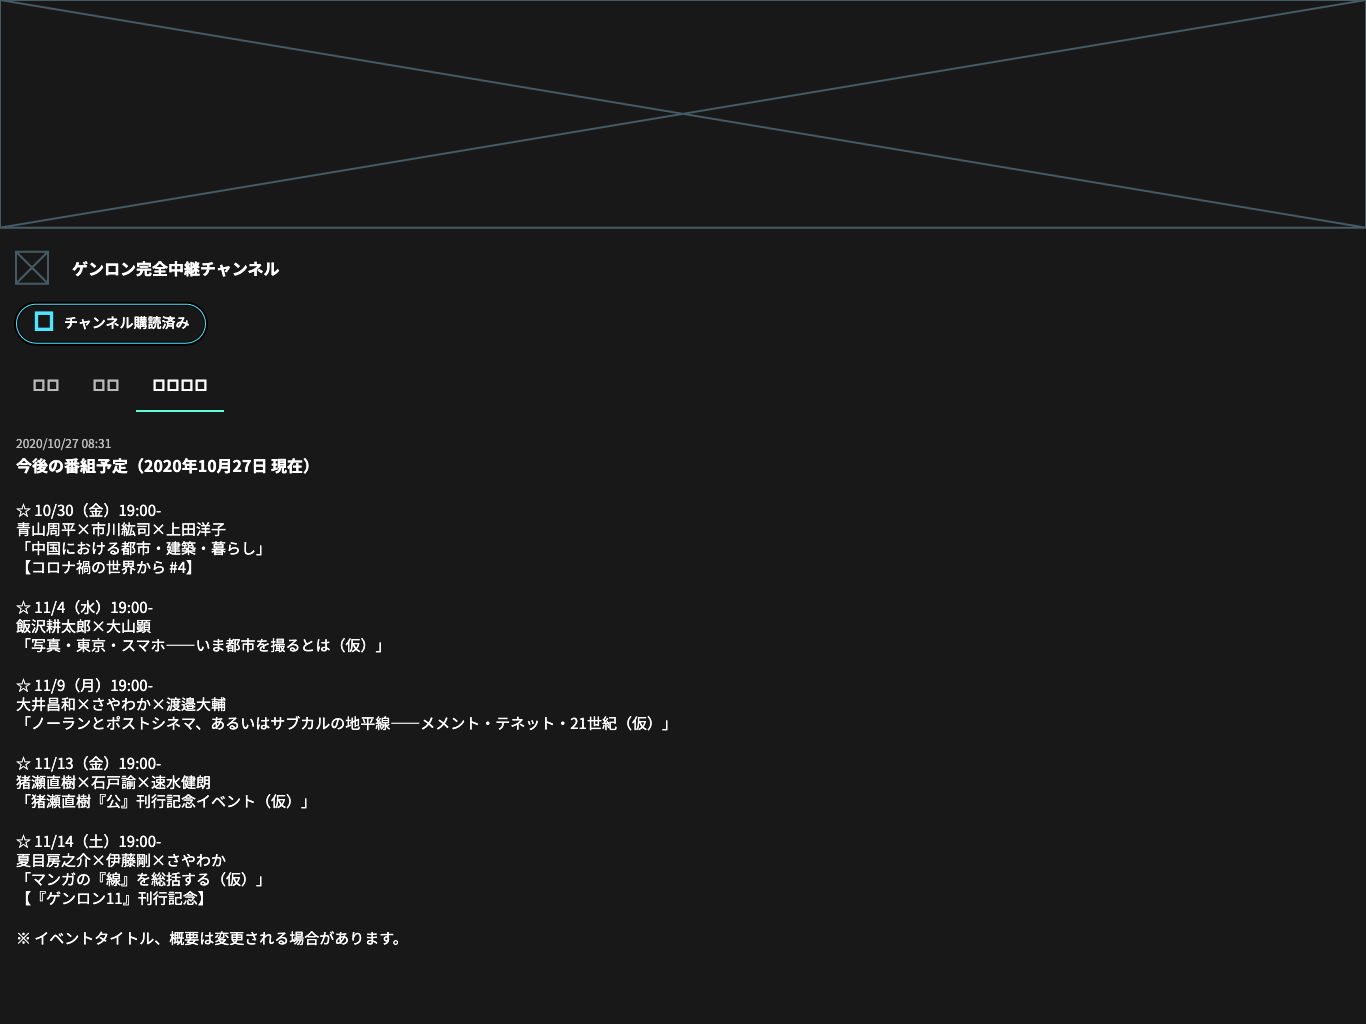 ゲンロン完全中継チャンネル
チャンネル購読済み
2020/10/27 08:31
今後の番組予定（2020年10月27日 現在）
☆ 10/30（金）19:00-
青山周平×市川紘司×上田洋子
「中国における都市・建築・暮らし」
【コロナ禍の世界から #4】
☆ 11/4（水）19:00-
飯沢耕太郎×大山顕
「写真・東京・スマホ——いま都市を撮るとは（仮）」
☆ 11/9（月）19:00-
大井昌和×さやわか×渡邉大輔
「ノーランとポストシネマ、あるいはサブカルの地平線——メメント・テネット・21世紀（仮）」
☆ 11/13（金）19:00-
猪瀬直樹×石戸諭×速水健朗
「猪瀬直樹『公』刊行記念イベント（仮）」
☆ 11/14（土）19:00-
夏目房之介×伊藤剛×さやわか
「マンガの『線』を総括する（仮）」
【『ゲンロン11』刊行記念】
※ イベントタイトル、概要は変更される場合があります。